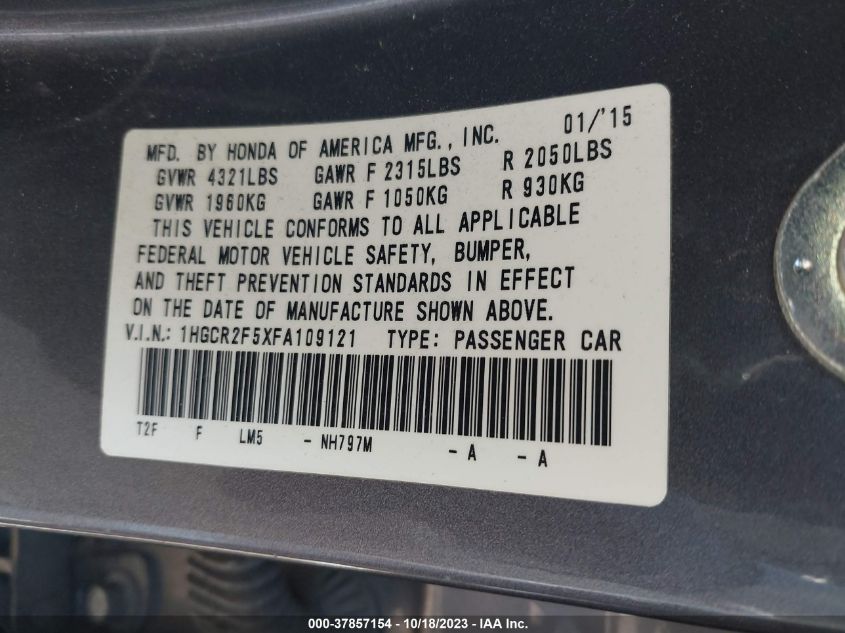 01/'15
MFD. BY HONDA OF AMERICA MFG., INC.
GVWR 4321LBS GAWR F 2315LBS R 2050LBS
GVWR 1960KG GAWR F 1050KG R 930KG
THIS VEHICLE CONFORMS TO ALL APPLICABLE
FEDERAL MOTOR VEHICLE SAFETY, BUMPER,
AND THEFT PREVENTION STANDARDS IN EFFECT
ON THE DATE OF MANUFACTURE SHOWN ABOVE.
V.I.N.: 1HGCR2F5XFA109121 TYPE: PASSENGER CAR
T2F F LM5 - NH797M - A - A
000-37857154 - 10/18/2023 - IAA Inc.